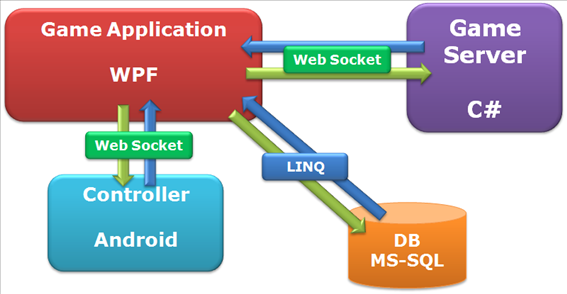 Game Application
WPF
Game
Server
C#
Web Socket
Web Socket
LINQ
Controller
Android
DB
MS-SQL